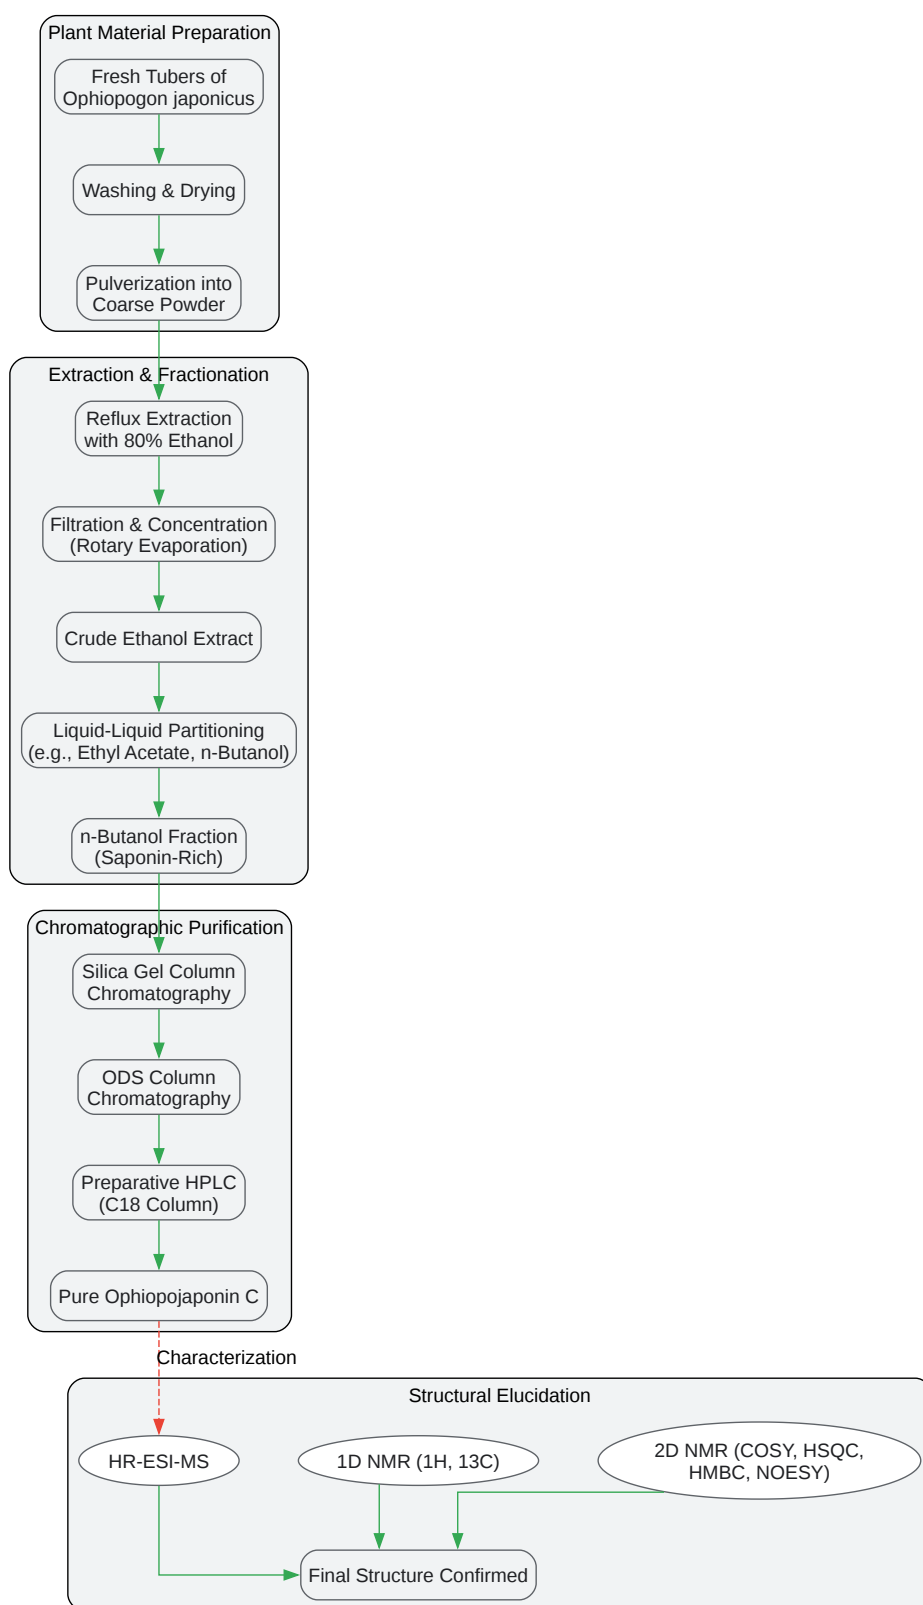 Plant Material Preparation
Fresh Tubers of
Ophiopogon japonicus
Washing & Drying
Pulverization into
Coarse Powder
Extraction & Fractionation
Reflux Extraction
with 80% Ethanol
Filtration & Concentration
(Rotary Evaporation)
Crude Ethanol Extract
Liquid-Liquid Partitioning
(e.g., Ethyl Acetate, n-Butanol)
n-Butanol Fraction
(Saponin-Rich)
Chromatographic Purification
Silica Gel Column
Chromatography
ODS Column
Chromatography
Preparative HPLC
(C18 Column)
Pure Ophiopojaponin C
Characterization
Structural Elucidation
HR-ESI-MS
1D NMR (1H, 13C)
2D NMR (COSY, HSQC,
HMBC, NOESY)
Final Structure Confirmed